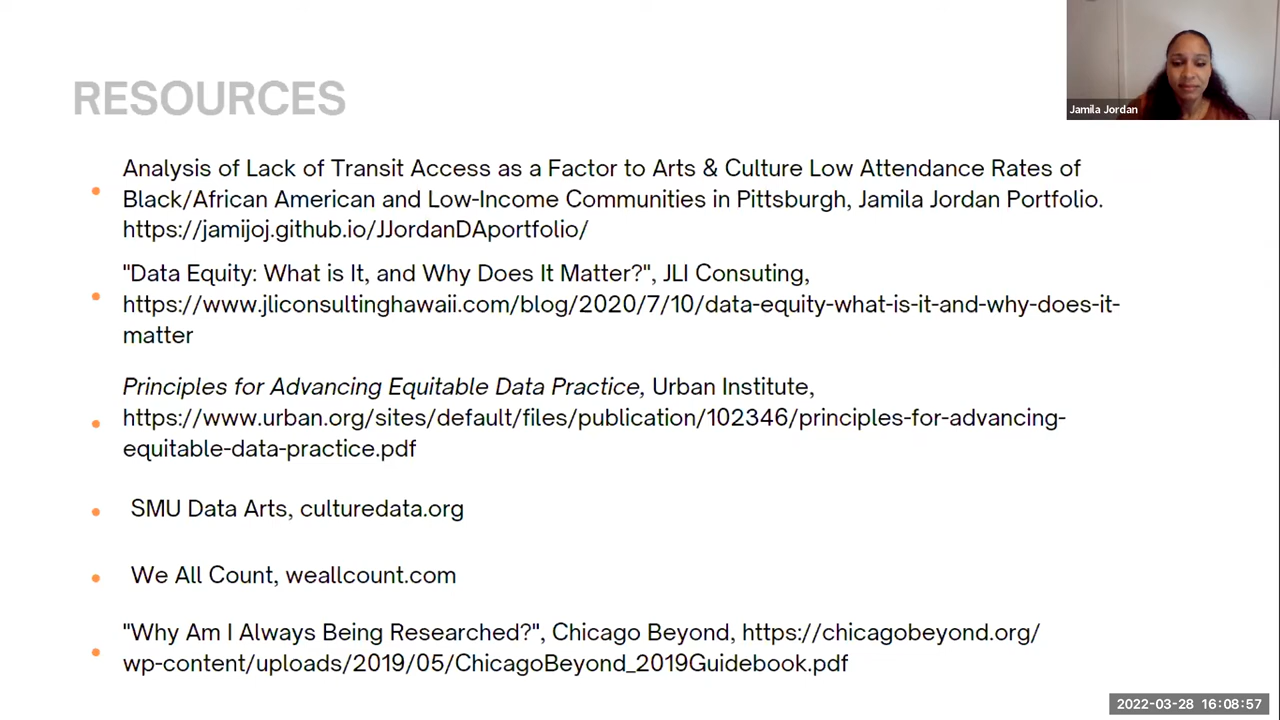 RESOURCES
Jamila Jordan
Analysis of Lack of Transit Access as a Factor to Arts & Culture Low Attendance Rates of
Black/African American and Low-Income Communities in Pittsburgh, Jamila Jordan Portfolio.
https://jamijoj.github.io/JJordanDAportfolio/
"Data Equity: What is It, and Why Does It Matter?", JLI Consuting,
https://www.jliconsultinghawaii.com/blog/2020/7/10/data-equity-what-is-it-and-why-does-it-
matter
Principles for Advancing Equitable Data Practice, Urban Institute,
https://www.urban.org/sites/default/files/publication/102346/principles-for-advancing-
equitable-data-practice.pdf
SMU Data Arts, culturedata.org
We All Count, weallcount.com
"Why Am I Always Being Researched?", Chicago Beyond, https://chicagobeyond.org/
wp-content/uploads/2019/05/ChicagoBeyond_2019Guidebook.pdf
2022-03-28 16:08:57